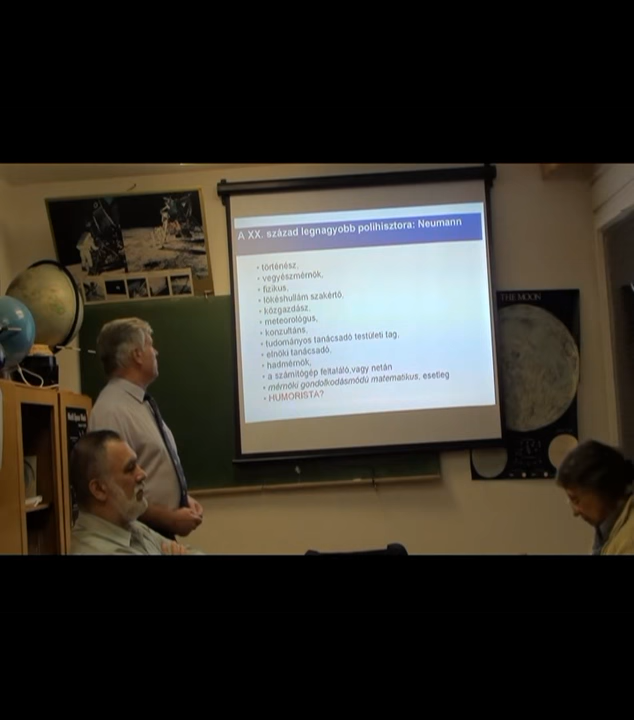 A XX. század legnagyobb polihisztora: Neumann
• történész,
• vegyészmérnök,
• fizikus,
• lökéshullám szakértő,
• közgazdász,
• meteorológus,
• konzultáns,
• tudományos tanácsadó testületi tag,
• elnöki tanácsadó,
• hadmérnök,
• a számítógép feltaláló,vagy netán
• mérnöki gondolkodásmódú matematikus, esetleg
• HUMORISTA?
THE MOON